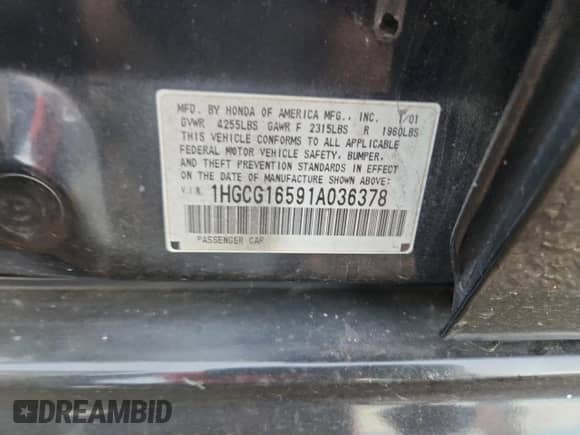 MFD. BY HONDA OF AMERICA MFG., INC. 1/01
GVWR 4255LBS GAWR F 2315LBS R 1960LBS
THIS VEHICLE CONFORMS TO ALL APPLICABLE
FEDERAL MOTOR VEHICLE SAFETY, BUMPER,
AND THEFT PREVENTION STANDARDS IN EFFECT
ON THE DATE OF MANUFACTURE SHOWN ABOVE:
V.I.N. 1HGCG16591A036378
PASSENGER CAR
DREAMBID